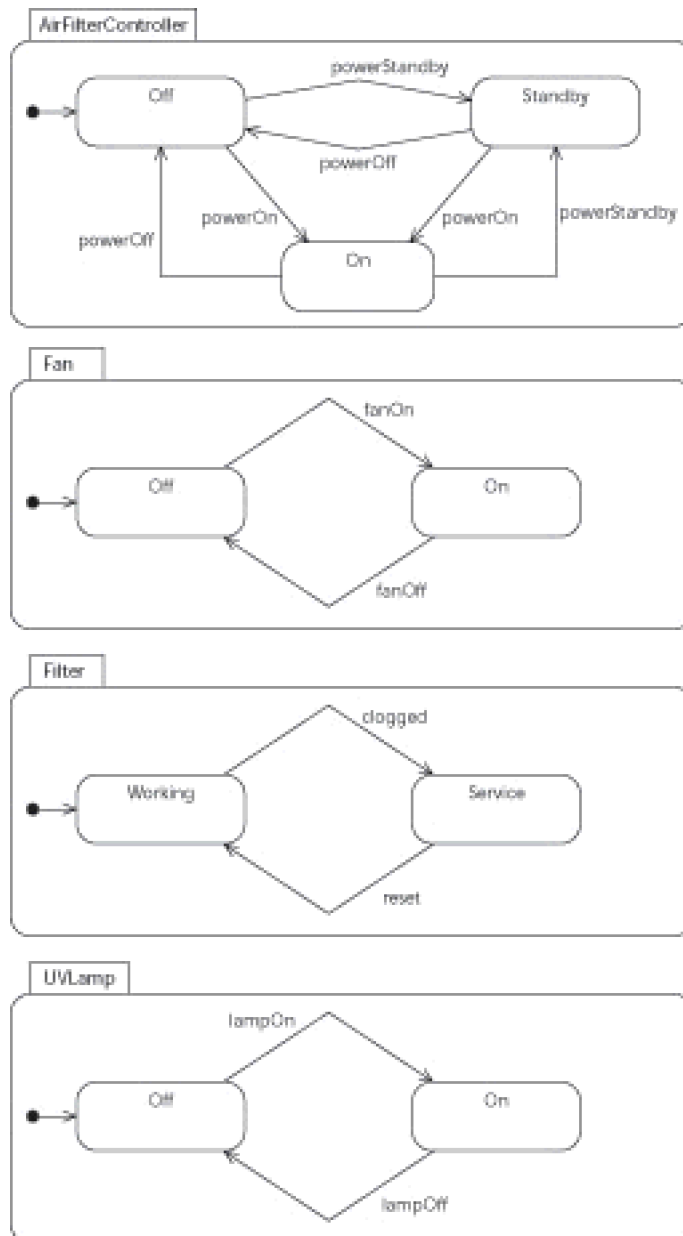 AirFilterController
powerStandby
Off
Standby
powerOff
powerOn
powerOn
powerStandby
powerOff
On
Fan
fanOn
Off
On
fanOff
Filter
clogged
Working
Service
reset
UVLamp
lampOn
Off
On
lampOff